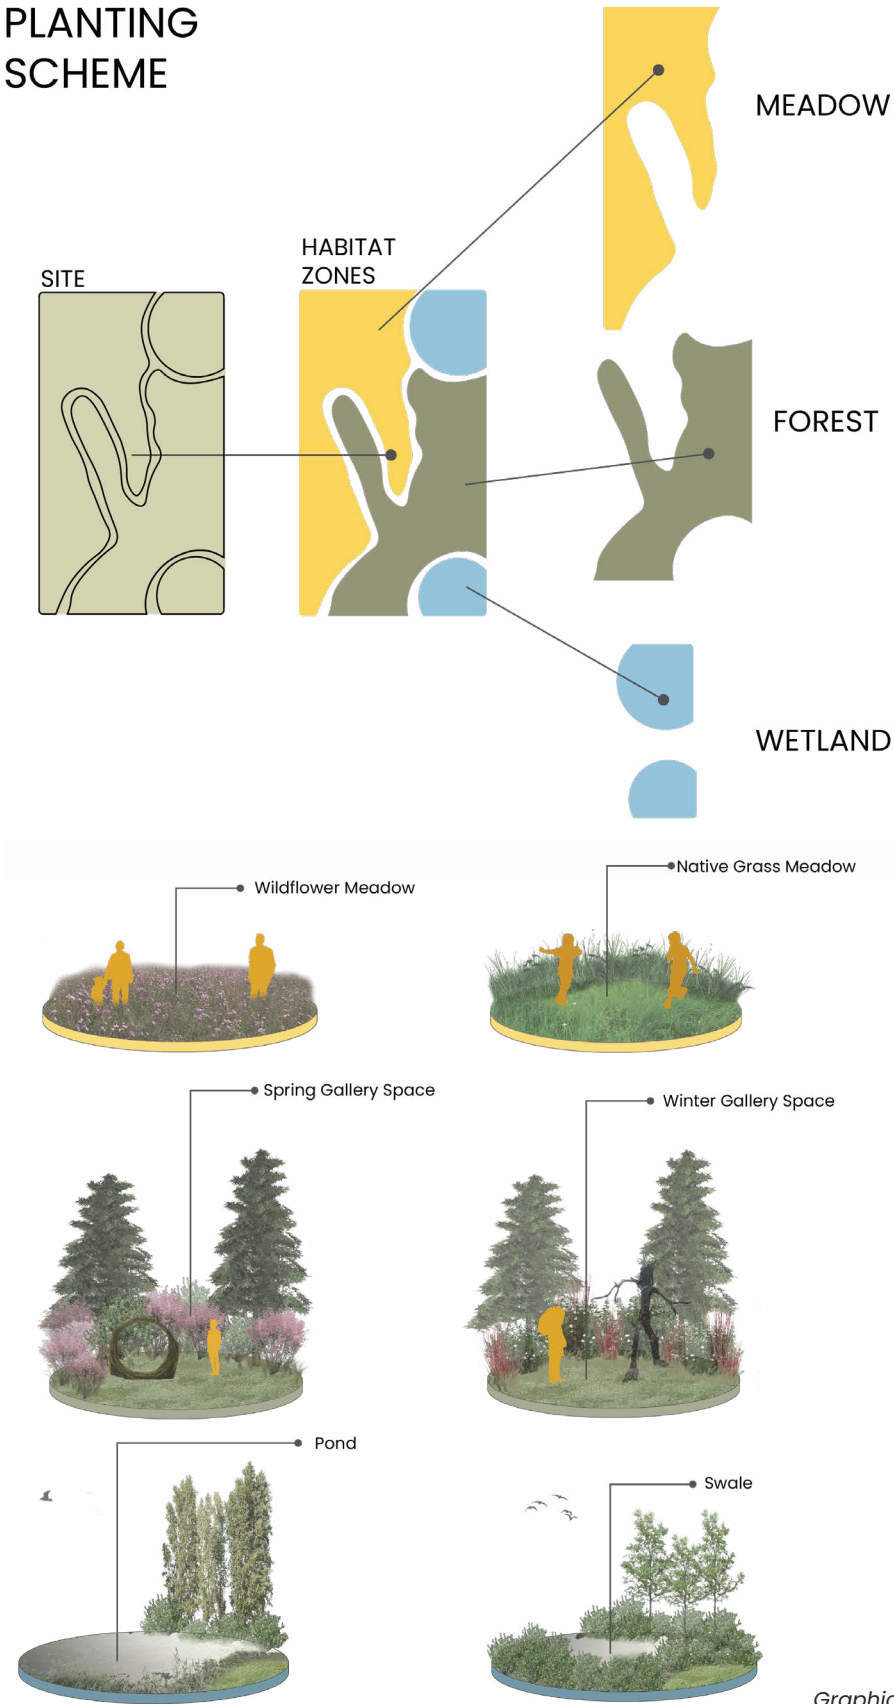 PLANTING
SCHEME
MEADOW
HABITAT
ZONES
SITE
FOREST
WETLAND
Native Grass Meadow
Wildflower Meadow
Spring Gallery Space
Winter Gallery Space
Pond
Swale
Graphic